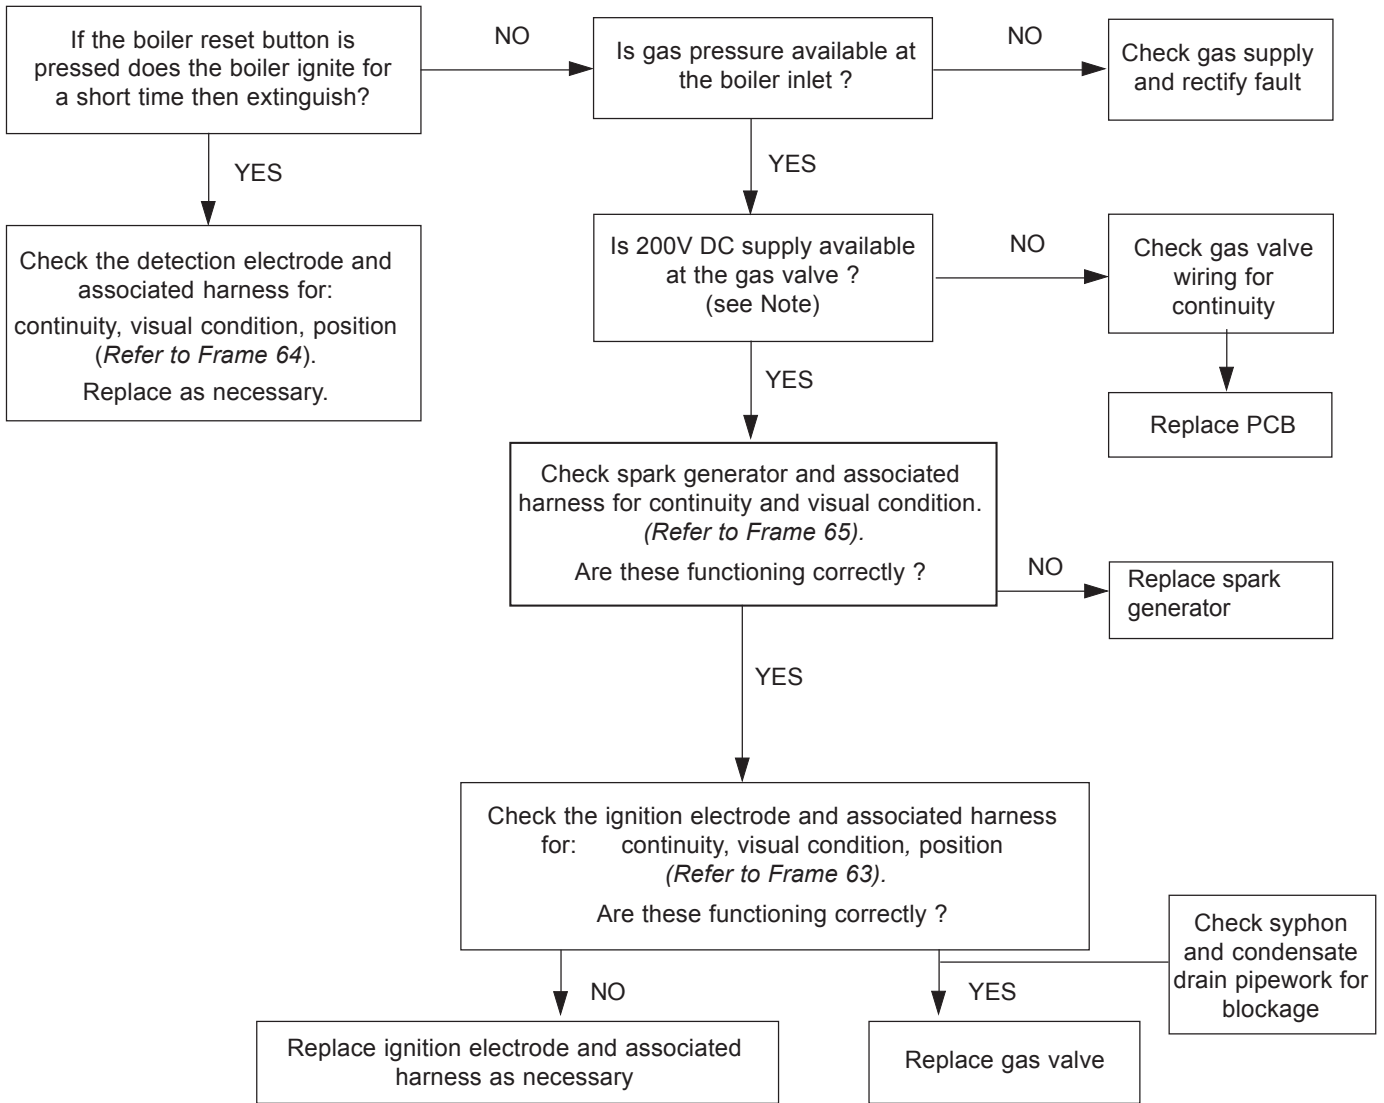 If the boiler reset button is
pressed does the boiler ignite for
a short time then extinguish?
NO
Is gas pressure available at
the boiler inlet ?
NO
Check gas supply
and rectify fault
YES
YES
Check the detection electrode and
associated harness for:
continuity, visual condition, position
(Refer to Frame 64).
Replace as necessary.
Is 200V DC supply available
at the gas valve ?
(see Note)
NO
Check gas valve
wiring for
continuity
YES
Replace PCB
Check spark generator and associated
harness for continuity and visual condition.
(Refer to Frame 65).
Are these functioning correctly ?
NO
Replace spark
generator
YES
Check the ignition electrode and associated harness
for: continuity, visual condition, position
(Refer to Frame 63).
Are these functioning correctly ?
Check syphon
and condensate
drain pipework for
blockage
NO
YES
Replace ignition electrode and associated
harness as necessary
Replace gas valve